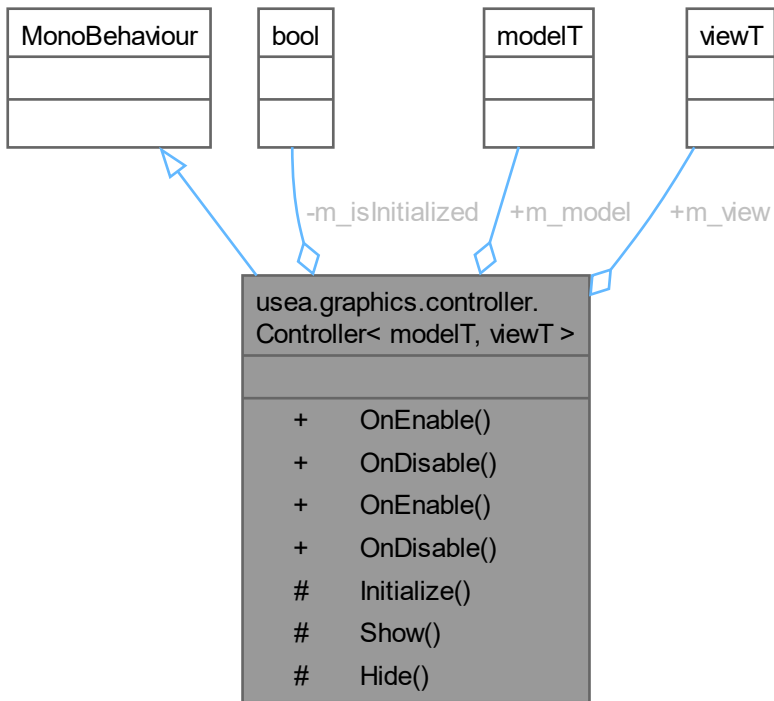 MonoBehaviour
bool
modelT
viewT
-m_isInitialized
+m_model
+m_view
usea.graphics.controller.
Controller< modelT, viewT >
+ OnEnable()
+ OnDisable()
+ OnEnable()
+ OnDisable()
# Initialize()
# Show()
# Hide()